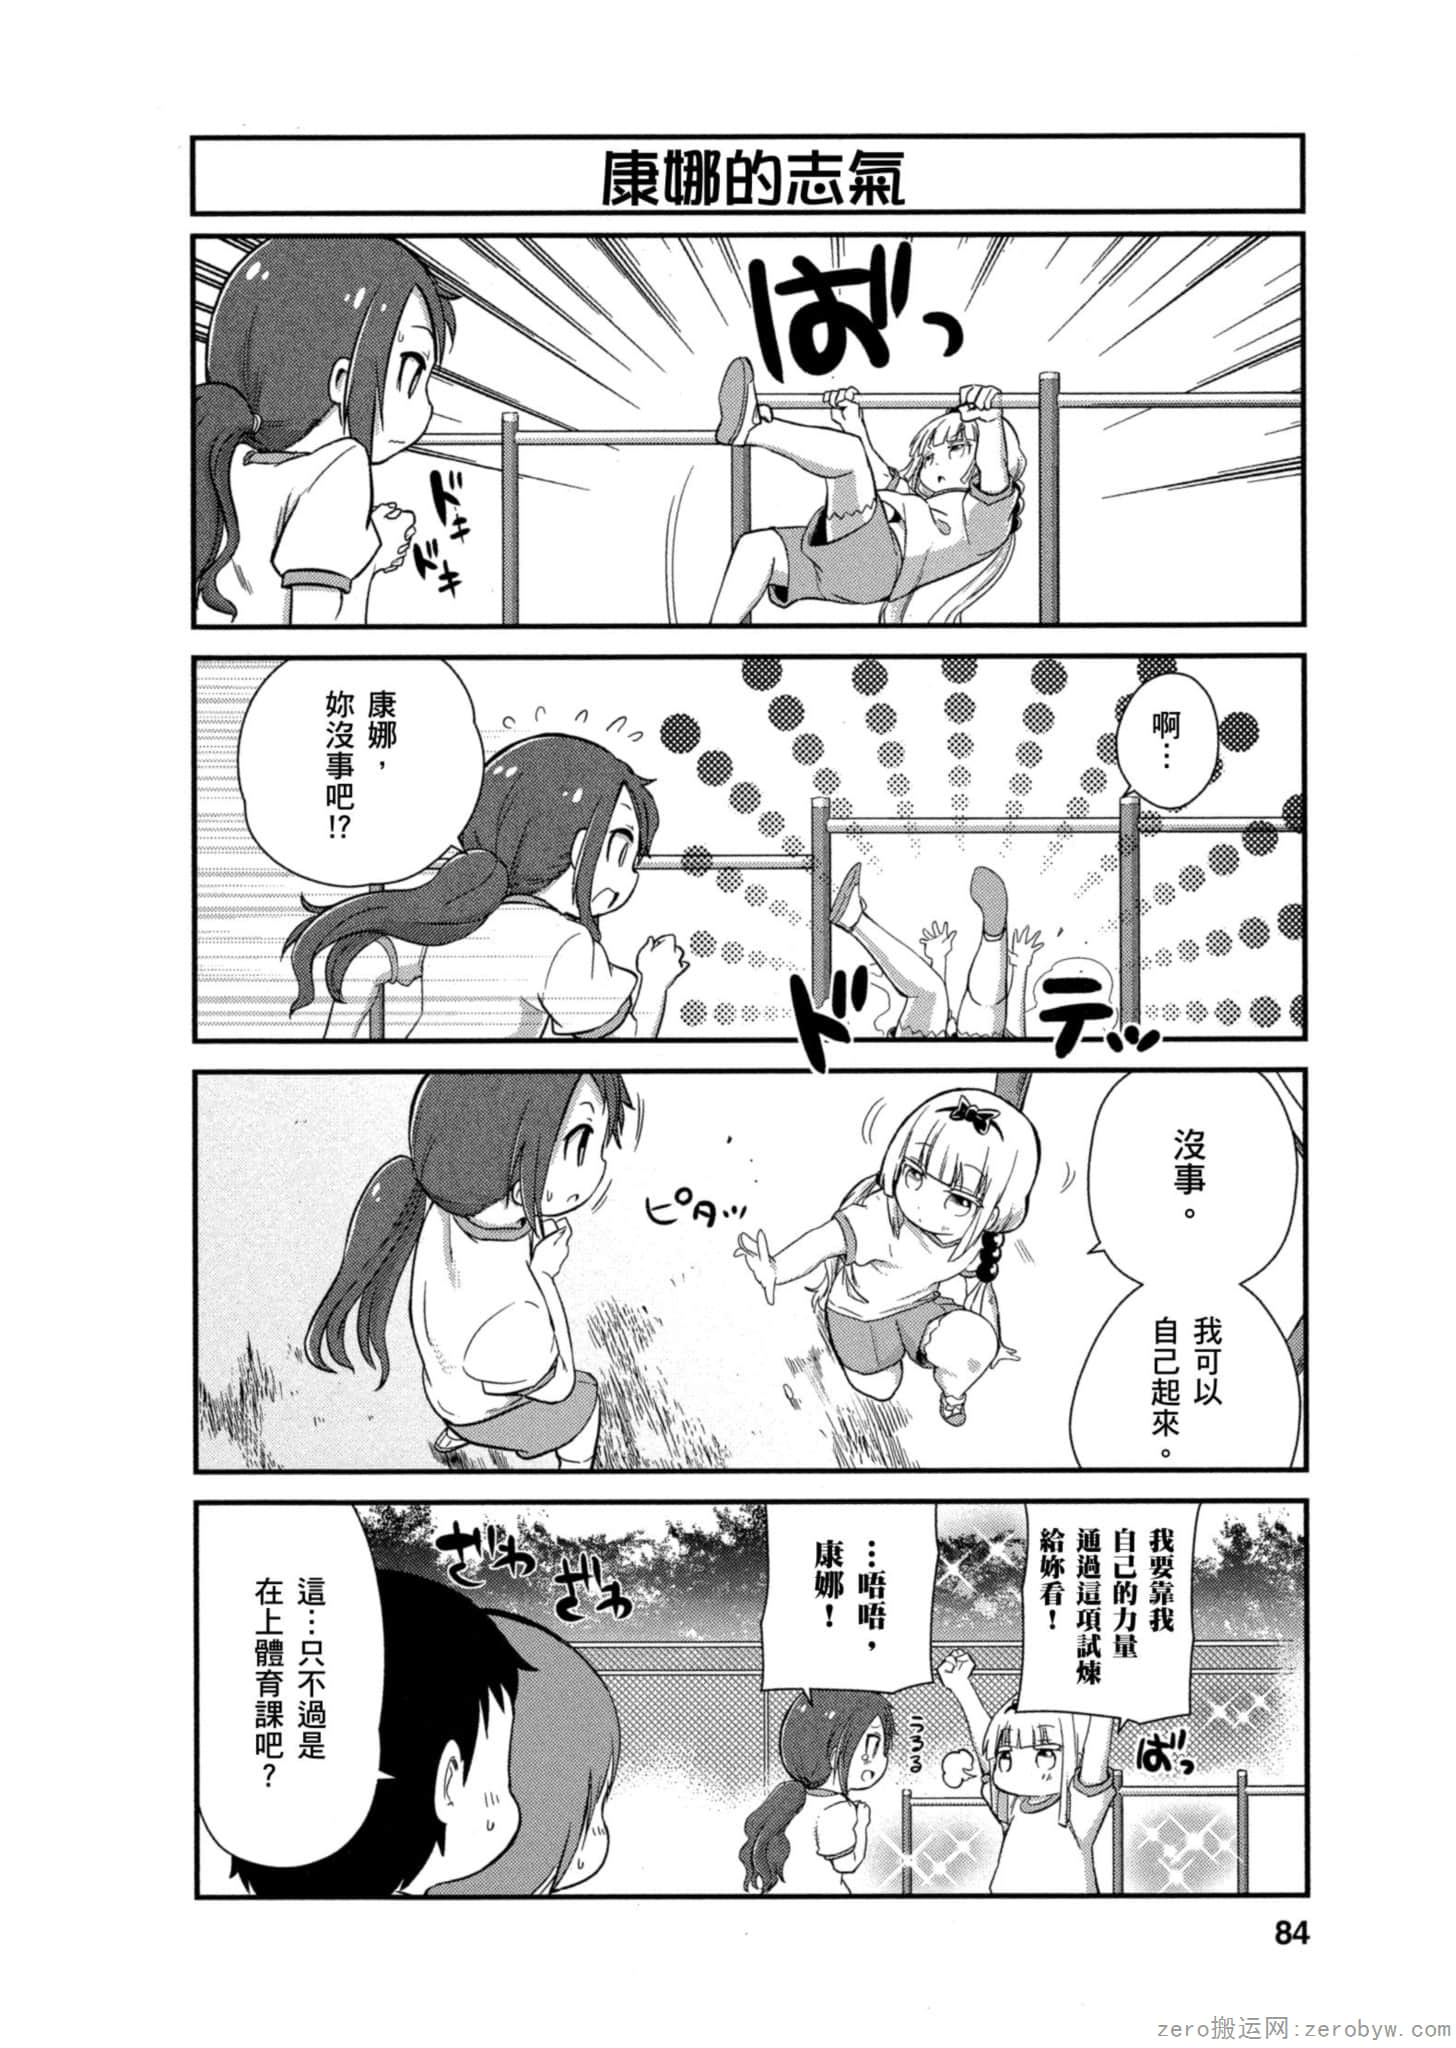 康娜的志氣
ばっ
ドキ
ドキ
啊…
康娜，
妳沒事吧!?
ドテッ
沒事。
我可以
自己起來。
ピタッ
我要靠我
自己的力量
通過這項試煉
給妳看！
…唔唔，
康娜！
ばっ
うるうる
ざわ
ざわ
這…只不過是
在上體育課吧？
84
zero搬运网:zerobyw.com